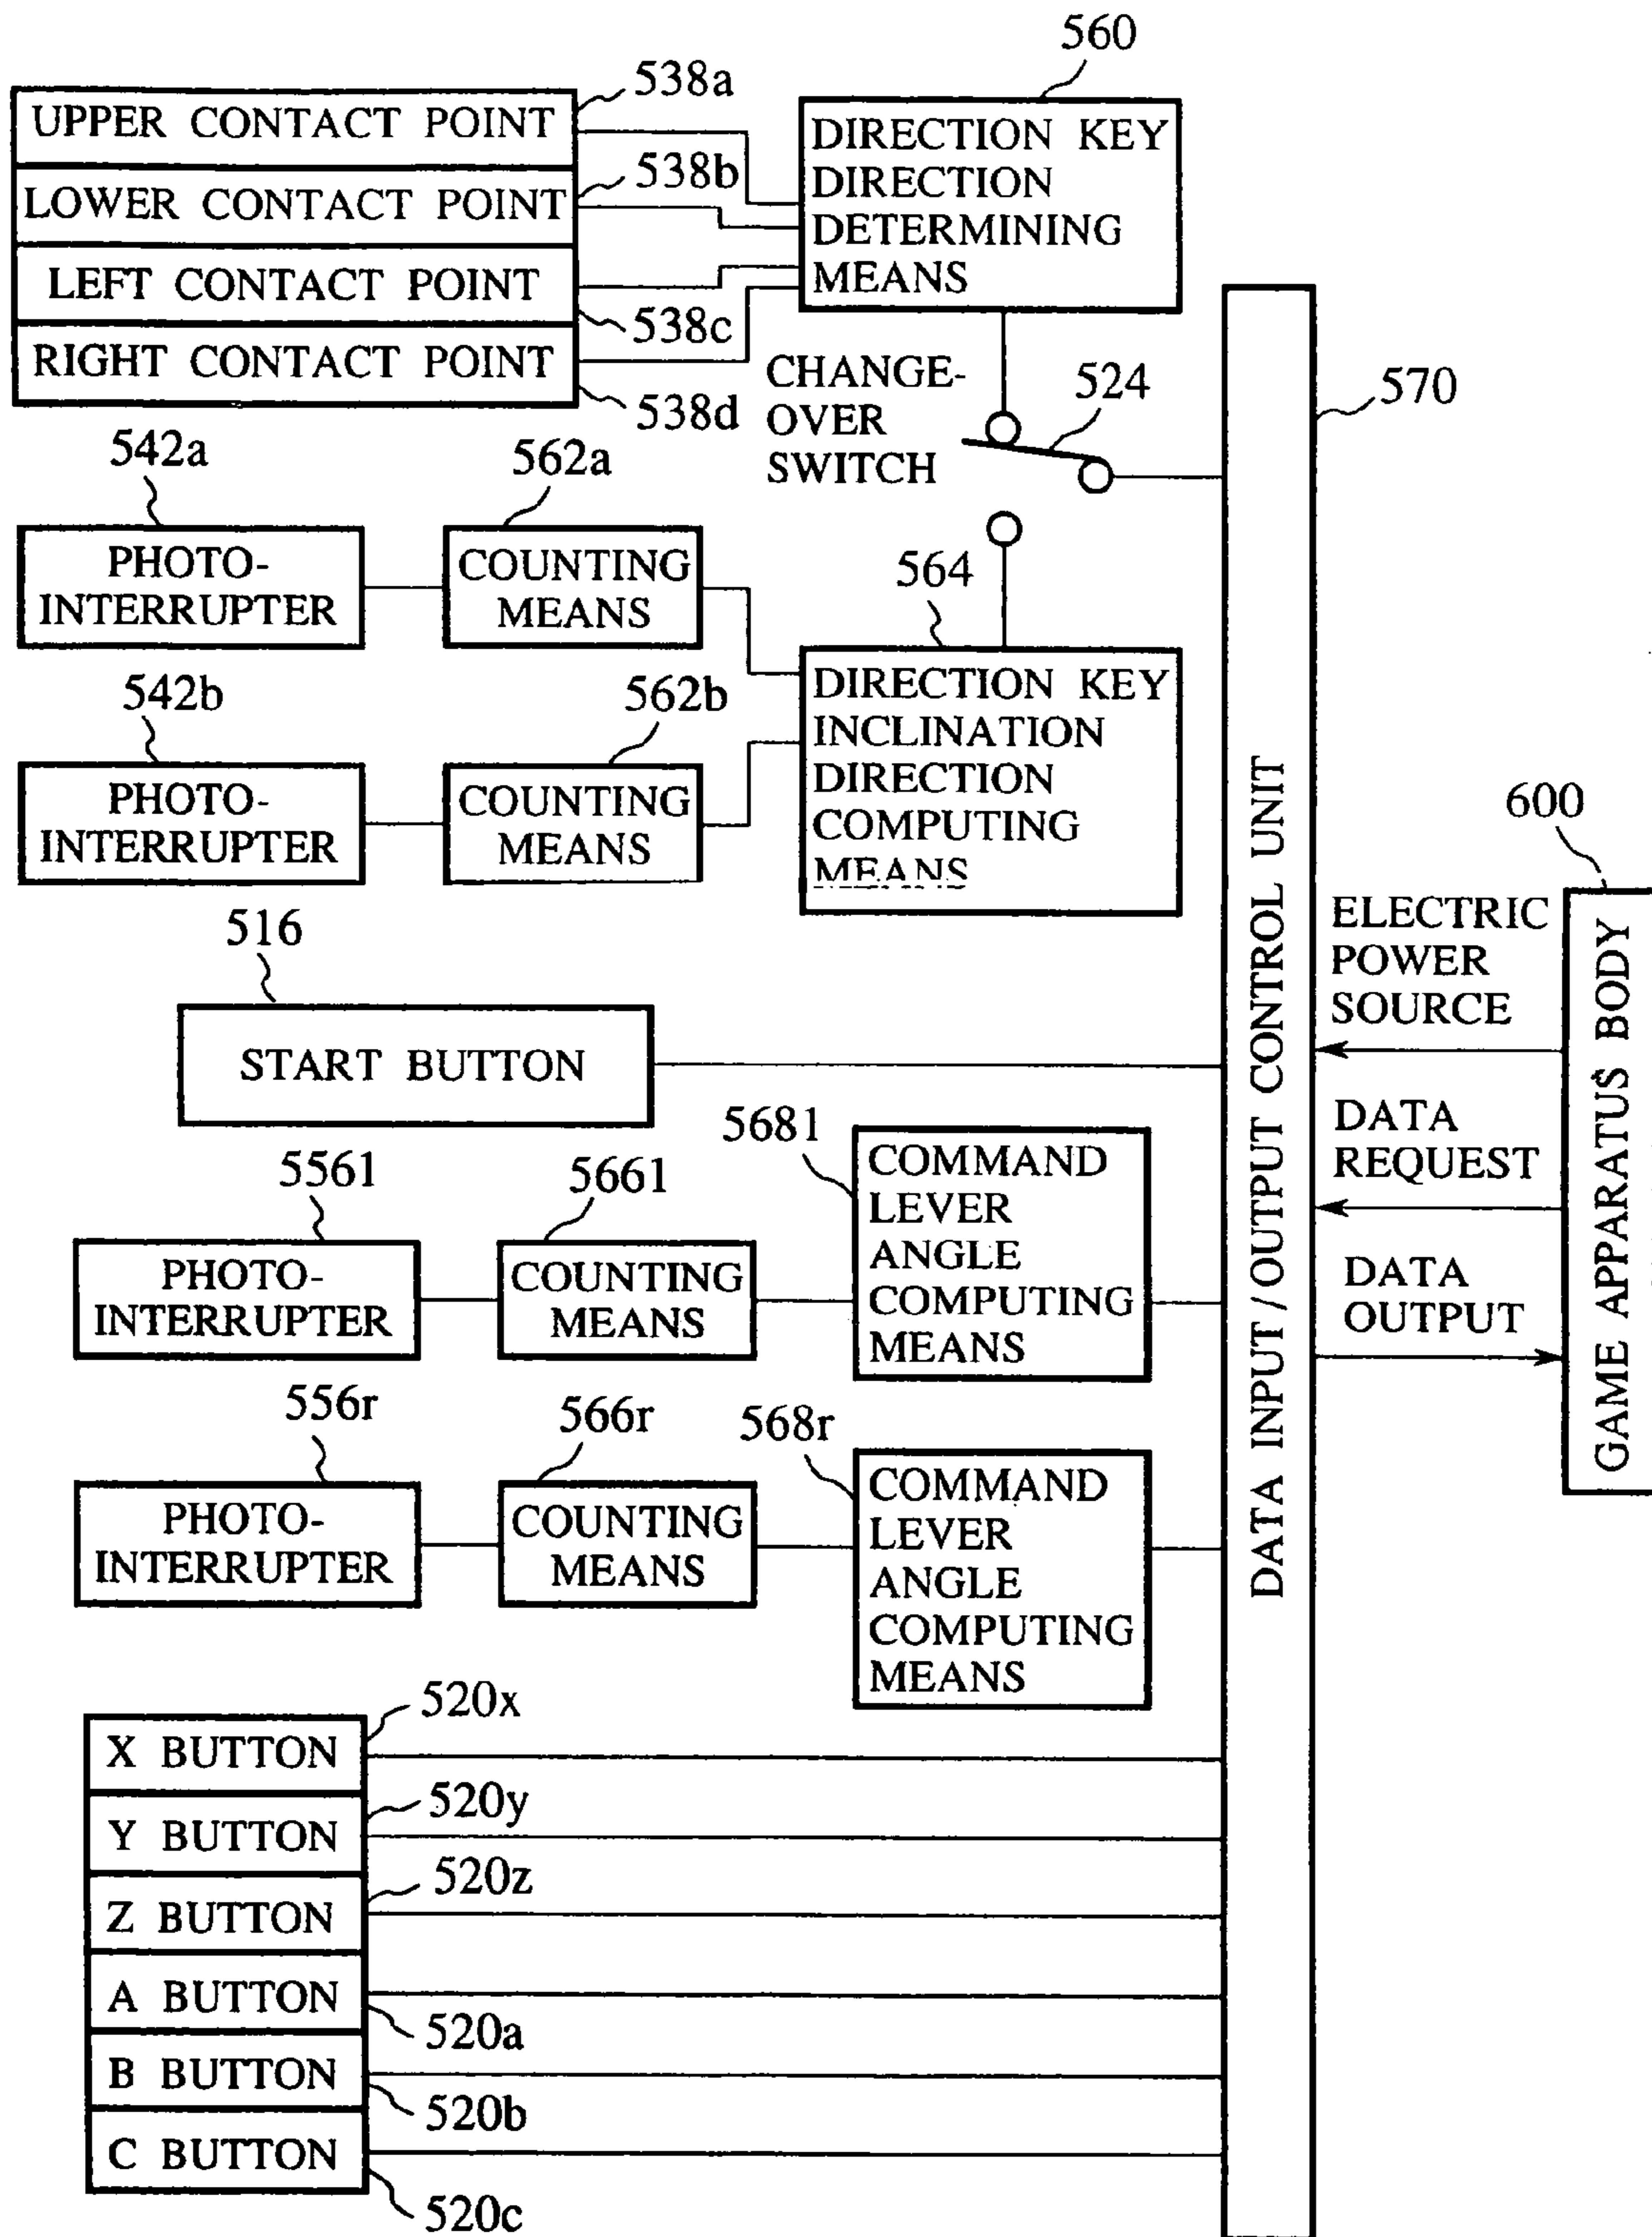 560
538a
UPPER CONTACT POINT
538b
LOWER CONTACT POINT
LEFT CONTACT POINT
538c
RIGHT CONTACT POINT
538d
DIRECTION KEY
DIRECTION
DETERMINING
MEANS
CHANGE-
OVER
SWITCH
524
570
542a
562a
PHOTO-
INTERRUPTER
COUNTING
MEANS
564
542b
562b
PHOTO-
INTERRUPTER
COUNTING
MEANS
DIRECTION KEY
INCLINATION
DIRECTION
COMPUTING
MEANS
516
START BUTTON
5561
5661
5681
PHOTO-
INTERRUPTER
COUNTING
MEANS
COMMAND
LEVER
ANGLE
COMPUTING
MEANS
556r
566r
568r
PHOTO-
INTERRUPTER
COUNTING
MEANS
COMMAND
LEVER
ANGLE
COMPUTING
MEANS
520x
X BUTTON
520y
Y BUTTON
520z
Z BUTTON
A BUTTON
520a
B BUTTON
520b
C BUTTON
520c
DATA INPUT / OUTPUT CONTROL UNIT
ELECTRIC
POWER
SOURCE
DATA
REQUEST
DATA
OUTPUT
600
GAME APPARATUS BODY